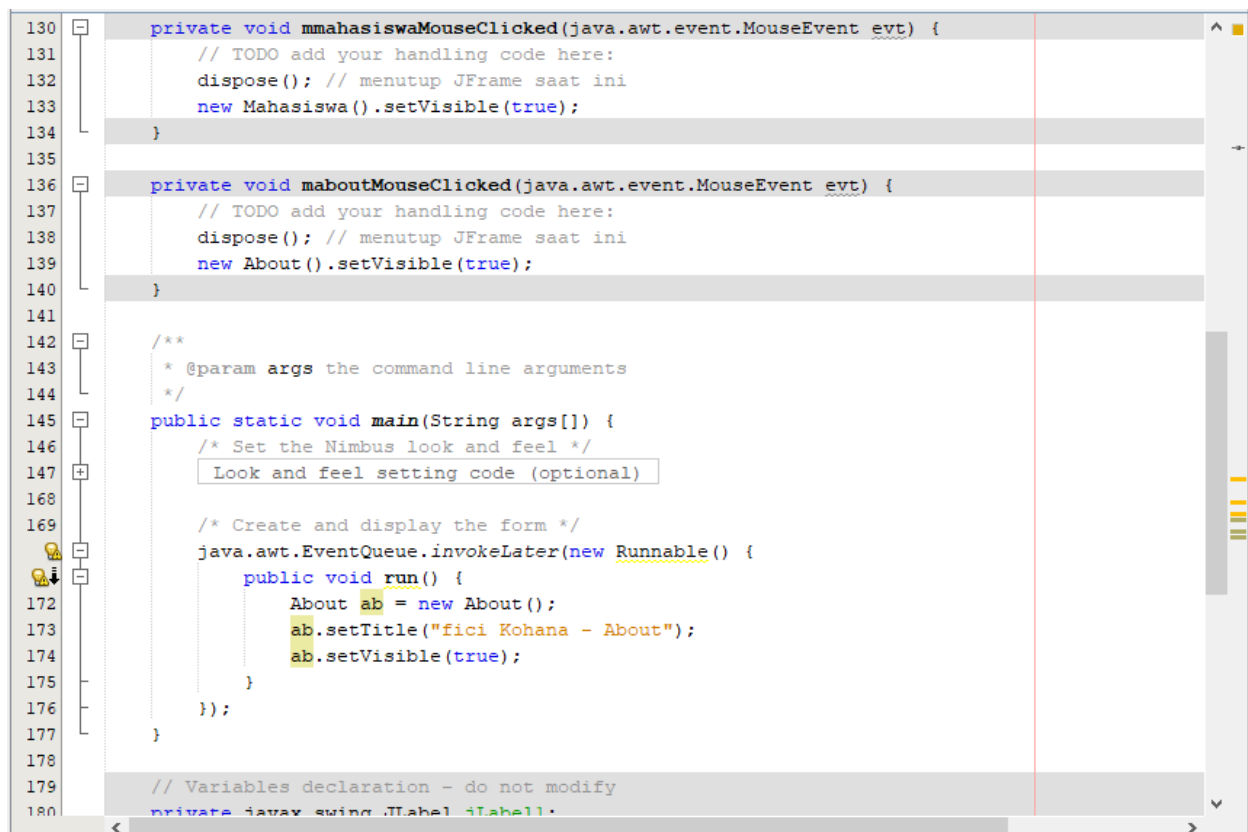 130 private void mmahasiswaMouseClicked(java.awt.event.MouseEvent evt) {
131 // TODO add your handling code here:
132 dispose(); // menutup JFrame saat ini
133 new Mahasiswa().setVisible(true);
134 }
135
136 private void maboutMouseClicked(java.awt.event.MouseEvent evt) {
137 // TODO add your handling code here:
138 dispose(); // menutup JFrame saat ini
139 new About().setVisible(true);
140 }
141
142 /**
143 * @param args the command line arguments
144 */
145 public static void main(String args[]) {
146 /* Set the Nimbus look and feel */
147 Look and feel setting code (optional)
168
169 /* Create and display the form */
java.awt.EventQueue.invokeLater(new Runnable() {
public void run() {
172 About ab = new About();
173 ab.setTitle("fici Kohana - About");
174 ab.setVisible(true);
175 }
176 });
177 }
178
179 // Variables declaration - do not modify
180 private javax.swing.JLabel jLabel1;